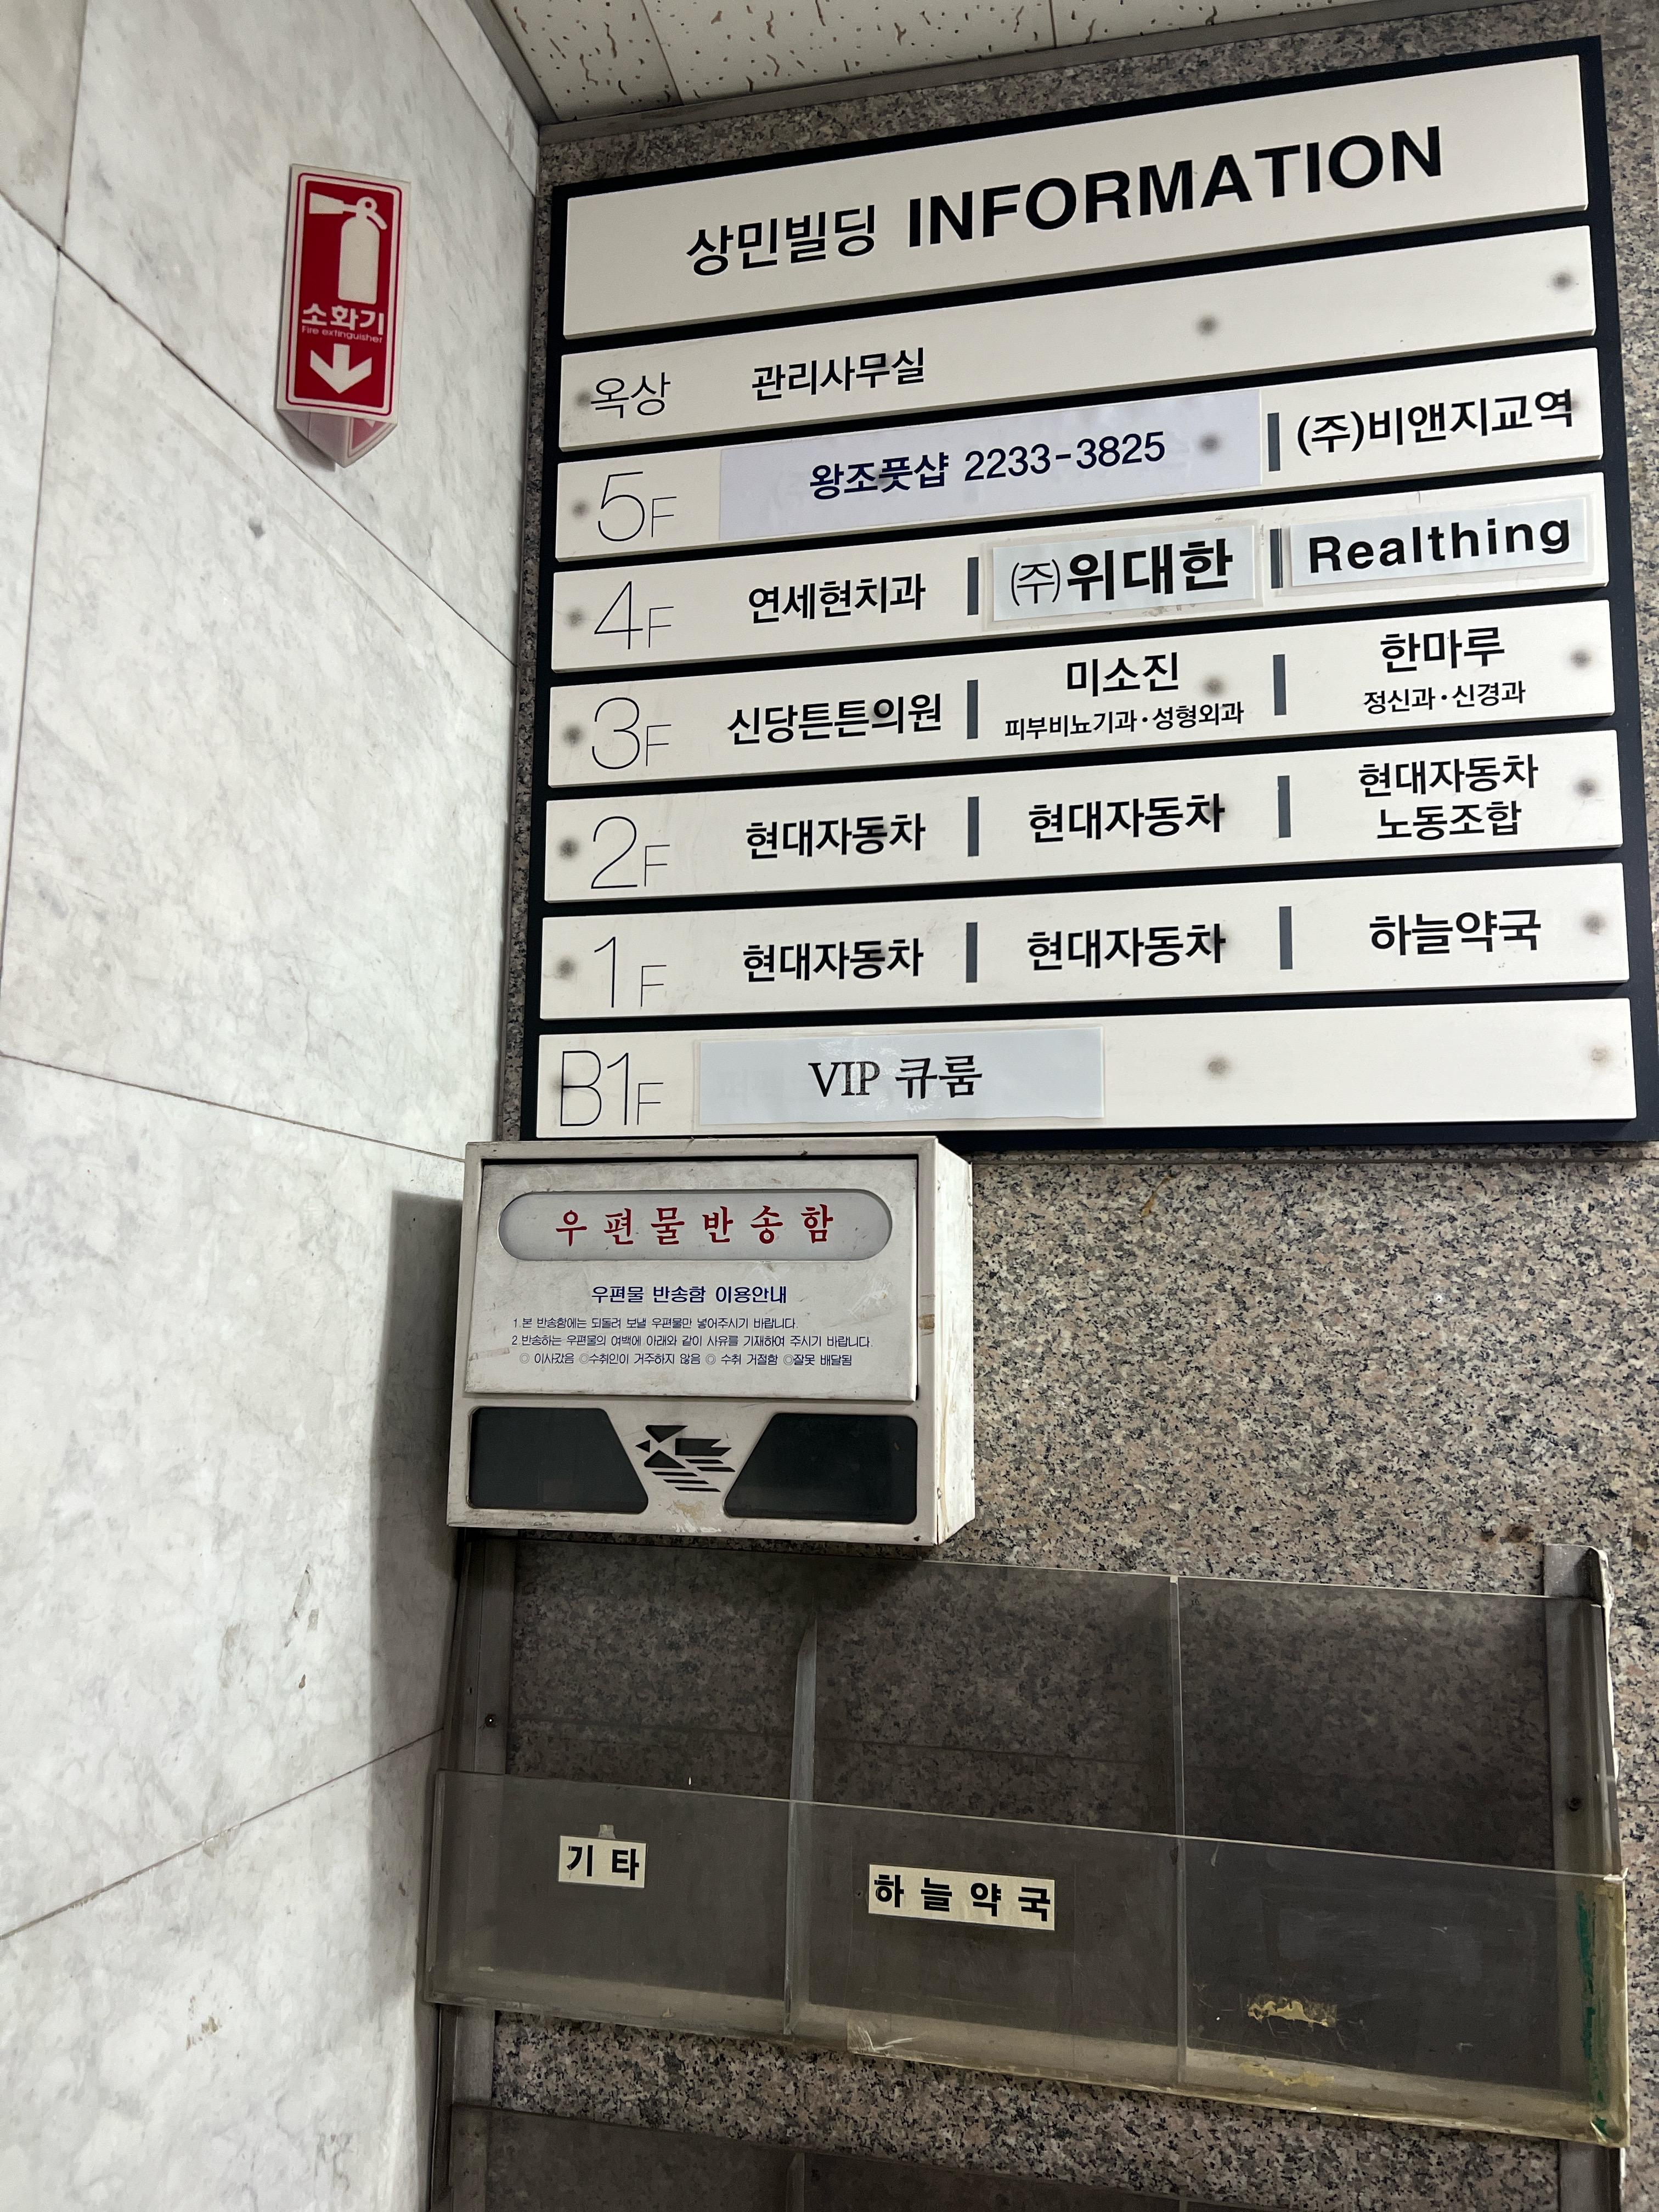 상민빌딩 INFORMATION
옥상 관리사무실
5F 왕조풋샵 2233-3825 (주)비앤지교역
4F 연세현치과 ㈜위대한 Realthing
3F 신당튼튼의원 미소진 한마루
피부비뇨기과·성형외과 정신과·신경과
2F 현대자동차 현대자동차 현대자동차
노동조합
1F 현대자동차 현대자동차 하늘약국
B1F VIP 큐룸
소화기
Fire extinguisher
우편물반송함
우편물 반송함 이용안내
1.본 반송함에는 되돌려 보낼 우편물만 넣어주시기 바랍니다.
2.반송하는 우편물의 여백에 아래와 같이 사유를 기재하여 주시기 바랍니다.
◎ 이사갔음 ◎수취인이 거주하지 않음 ◎ 수취 거절함 ◎잘못 배달됨
기타
하늘약국